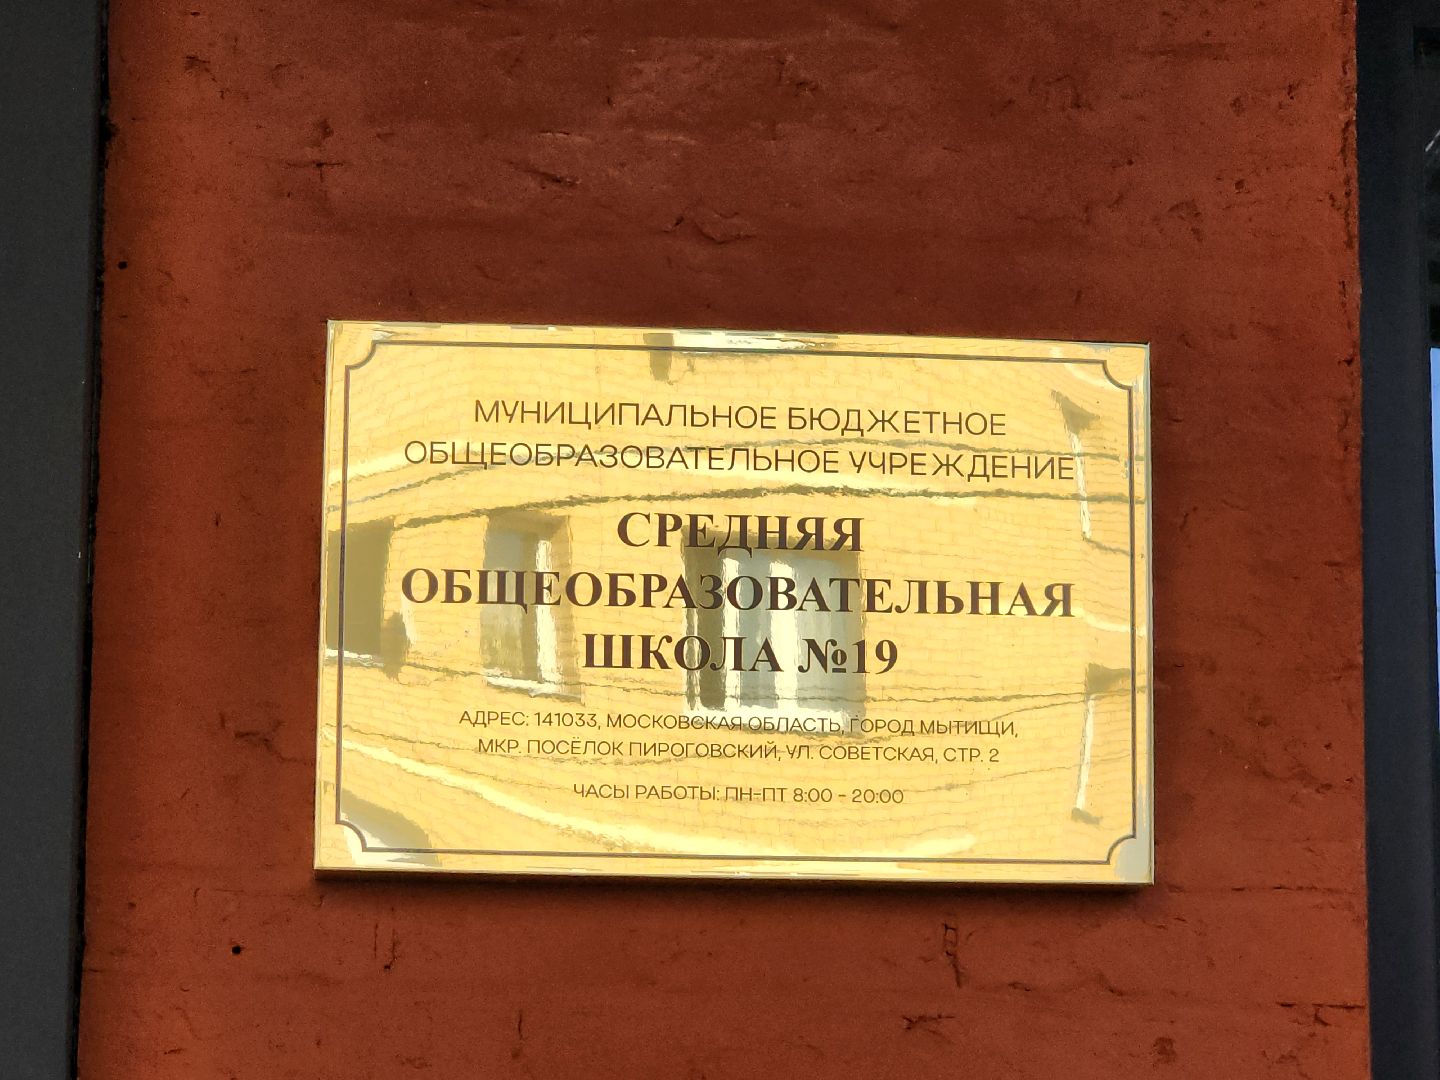 МУНИЦИПАЛЬНОЕ БЮДЖЕТНОЕ
ОБЩЕОБРАЗОВАТЕЛЬНОЕ УЧРЕЖДЕНИЕ
СРЕДНЯЯ
ОБЩЕОБРАЗОВАТЕЛЬНАЯ
ШКОЛА №19
АДРЕС: 141033, МОСКОВСКАЯ ОБЛАСТЬ, ГОРОД МЫТИЩИ,
МКР. ПОСЁЛОК ПИРОГОВСКИЙ, УЛ. СОВЕТСКАЯ, СТР. 2
ЧАСЫ РАБОТЫ: ПН-ПТ 8:00 - 20:00